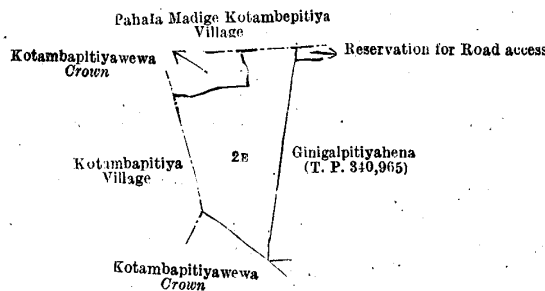 Pahala Madige Kotambepitiya
Village
Reservation for Road access
Kotambapitiyawewa
Crown
Kotambapitiya
Village
2E
Ginigalpitiyahena
(T. P. 340,965)
Kotambapitiyawewa
Crown